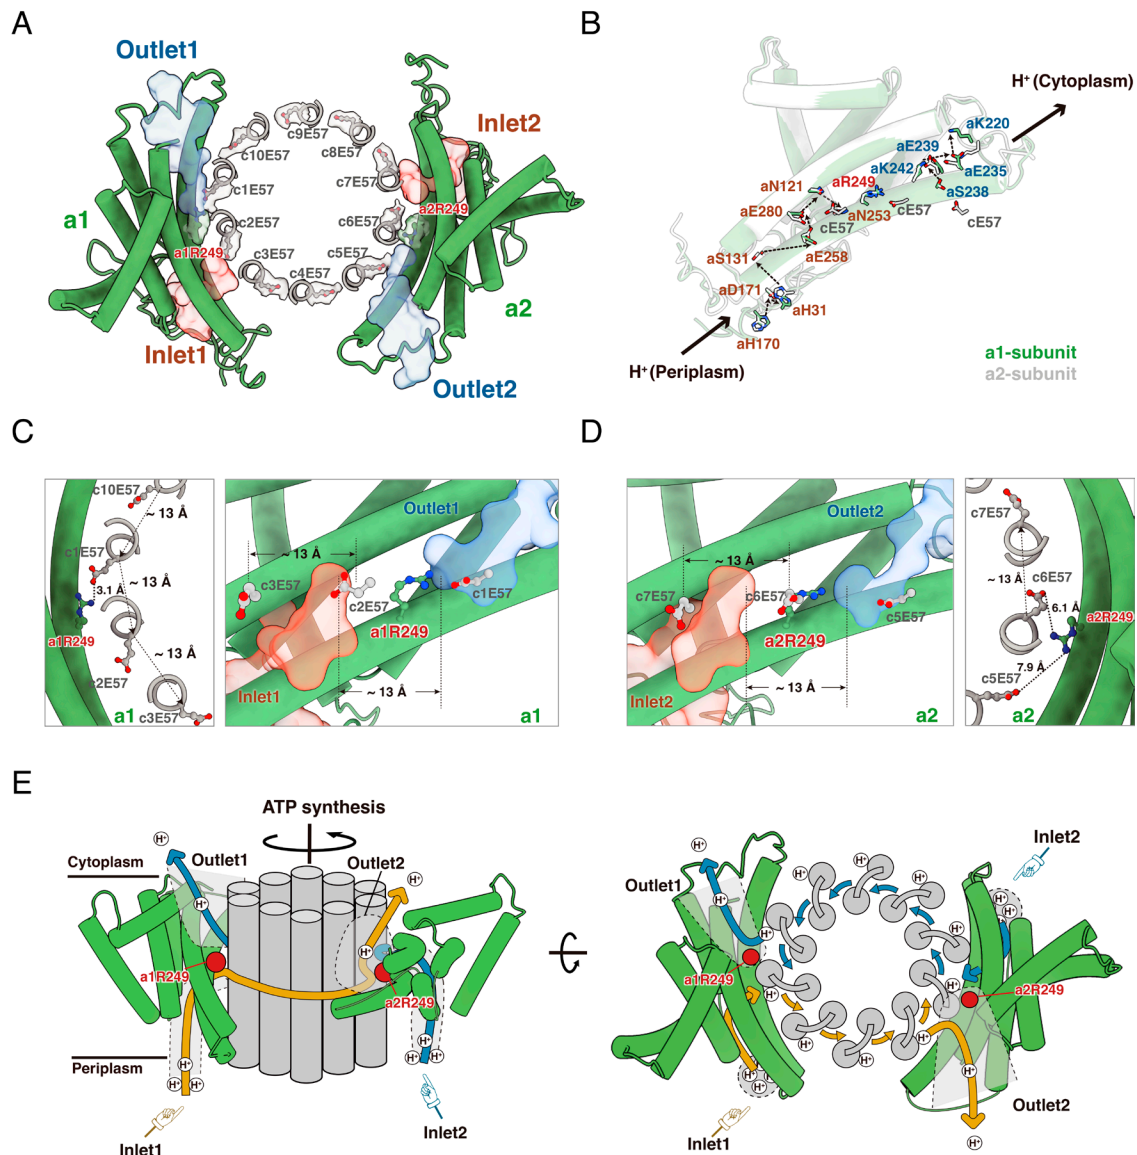 A
Outlet1
c9E57
c10E57
c8E57
Inlet2
c1E57
c7E57
a1
c2E57
c6E57
a2R249
a1R249
c3E57
c5E57
c4E57
a2
Inlet1
Outlet2
B
H⁺ (Cytoplasm)
aK220
aE239
aK242
aE235
aN121
aR249
aS238
aE280
aN253
cE57
cE57
cE57
aS131
aE258
aD171
aH31
aH170
H⁺ (Periplasm)
a1-subunit
a2-subunit
C
c10E57
~ 13 Å
c1E57
3.1 Å
~ 13 Å
a1R249
~ 13 Å
c2E57
c3E57
a1
Outlet1
~ 13 Å
c3E57
c2E57
c1E57
a1R249
Inlet1
~ 13 Å
a1
D
Outlet2
~ 13 Å
c7E57
c6E57
c5E57
a2R249
Inlet2
~ 13 Å
a2
c7E57
~ 13 Å
c6E57
6.1 Å
a2R249
7.9 Å
c5E57
a2
E
ATP synthesis
H⁺
Cytoplasm
Outlet1
Outlet2
H⁺
H⁺
H⁺
a1R249
a2R249
Periplasm
H⁺
H⁺
H⁺
H⁺
H⁺
H⁺
Inlet1
Inlet2
Inlet2
H⁺
H⁺
H⁺
Outlet1
H⁺
H⁺
H⁺
H⁺
H⁺
H⁺
H⁺
H⁺
a1R249
a2R249
H⁺
H⁺
H⁺
H⁺
H⁺
H⁺
H⁺
H⁺
H⁺
Outlet2
Inlet1
H⁺